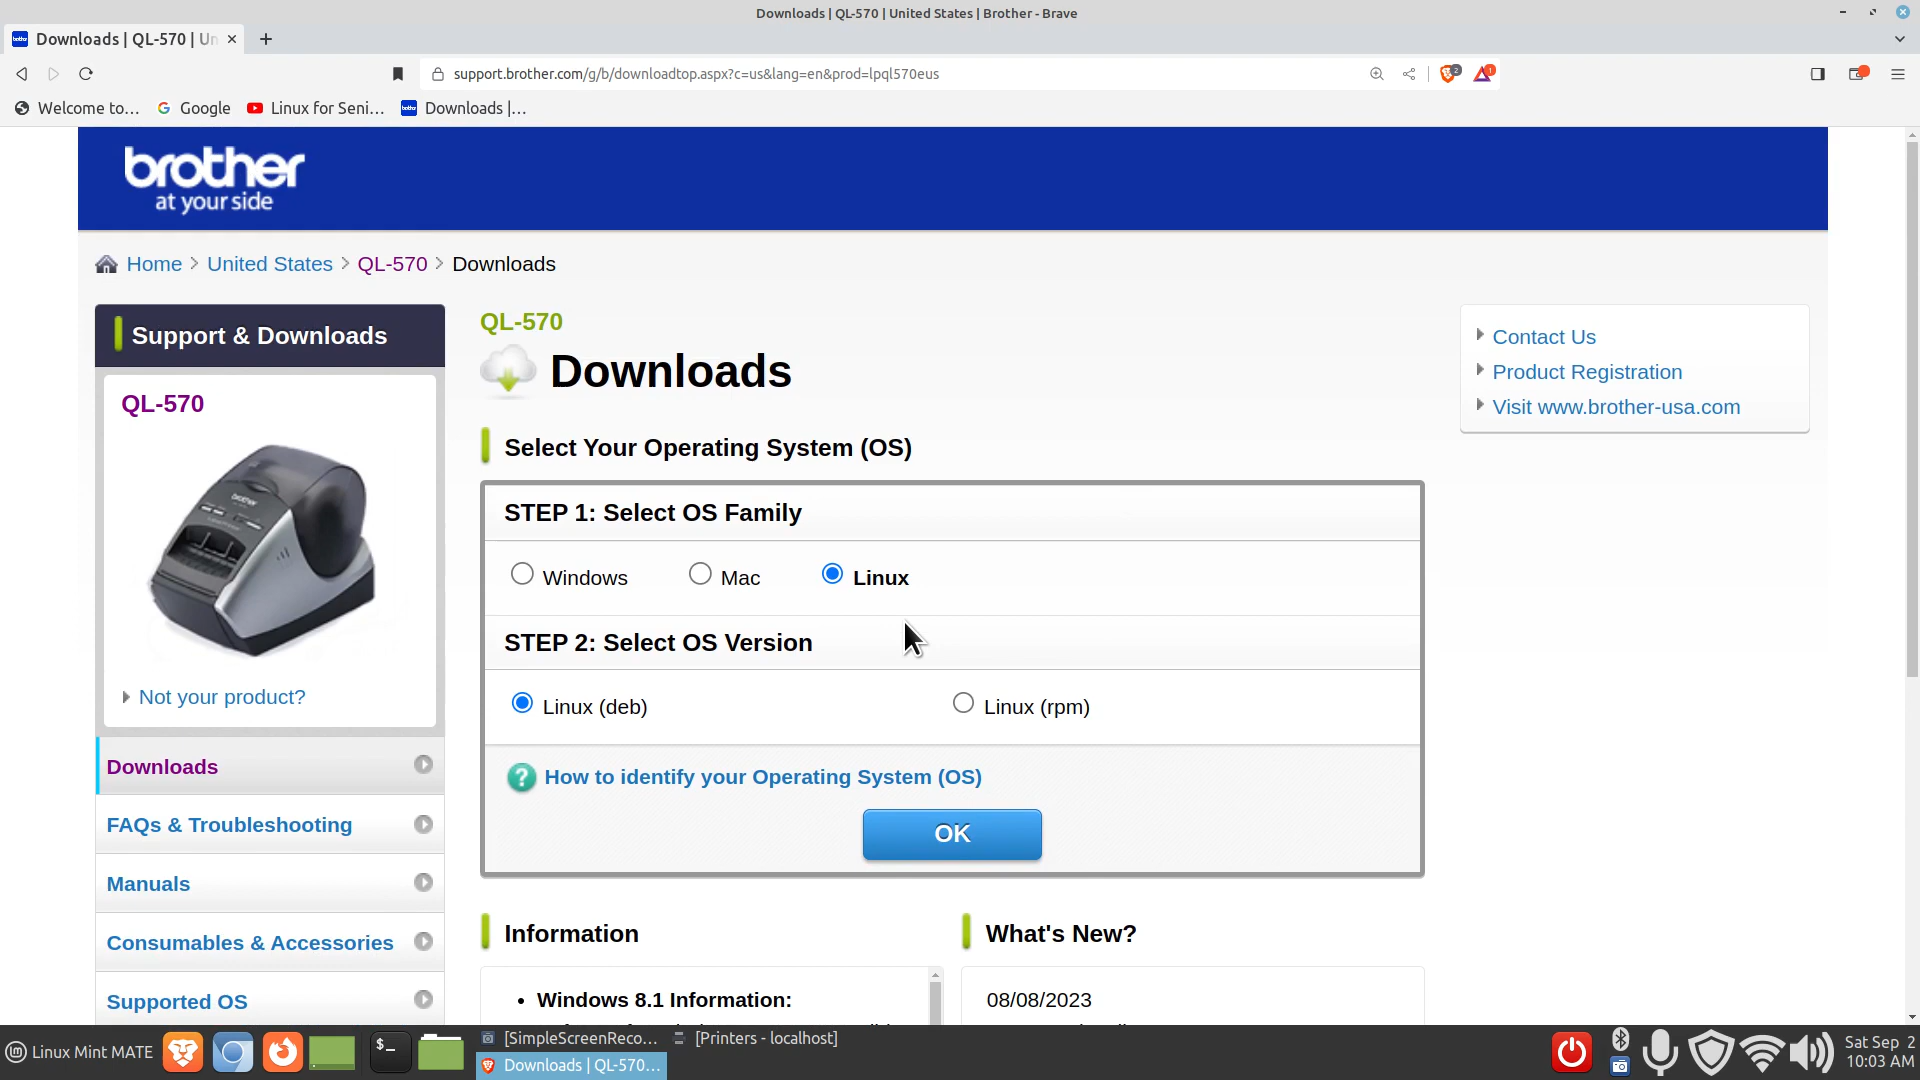 Downloads | QL-570 | United States | Brother - Brave
Downloads | QL-570 | Un
support.brother.com/g/b/downloadtop.aspx?c=us&lang=en&prod=lpql570eus
2
1
Welcome to...
Google
Linux for Seni...
Downloads |...
brother
at your side
Home > United States > QL-570 > Downloads
Support & Downloads
QL-570
brother
Not your product?
Downloads
FAQs & Troubleshooting
Manuals
Consumables & Accessories
Supported OS
QL-570
Downloads
Select Your Operating System (OS)
STEP 1: Select OS Family
Windows
Mac
Linux
STEP 2: Select OS Version
Linux (deb)
Linux (rpm)
? How to identify your Operating System (OS)
OK
Information
• Windows 8.1 Information:
What's New?
08/08/2023
Contact Us
Product Registration
Visit www.brother-usa.com
Linux Mint MATE
$_
[SimpleScreenReco...
[Printers - localhost]
Downloads | QL-570...
Sat Sep 2
10:03 AM